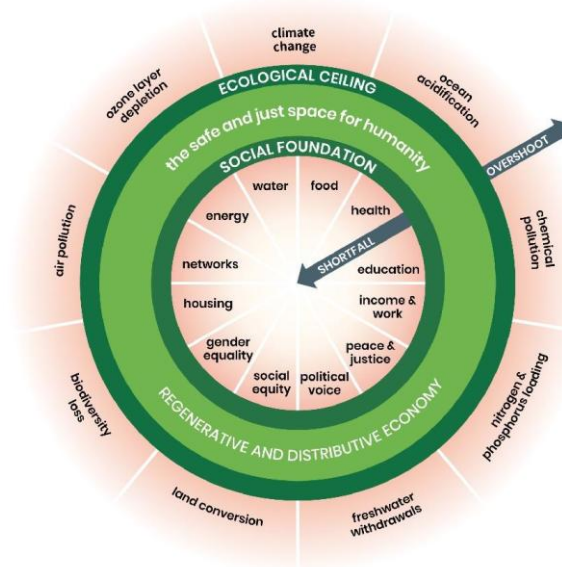 climate
change
ozone layer
depletion
ocean
acidification
ECOLOGICAL CEILING
the safe and just space for humanity
OVERSHOOT
SOCIAL FOUNDATION
water
food
energy
health
SHORTFALL
air pollution
chemical
pollution
networks
education
housing
income &
work
gender
equality
peace &
justice
social
equity
political
voice
biodiversity
loss
nitrogen &
phosphorus loading
REGENERATIVE AND DISTRIBUTIVE ECONOMY
land conversion
freshwater
withdrawals